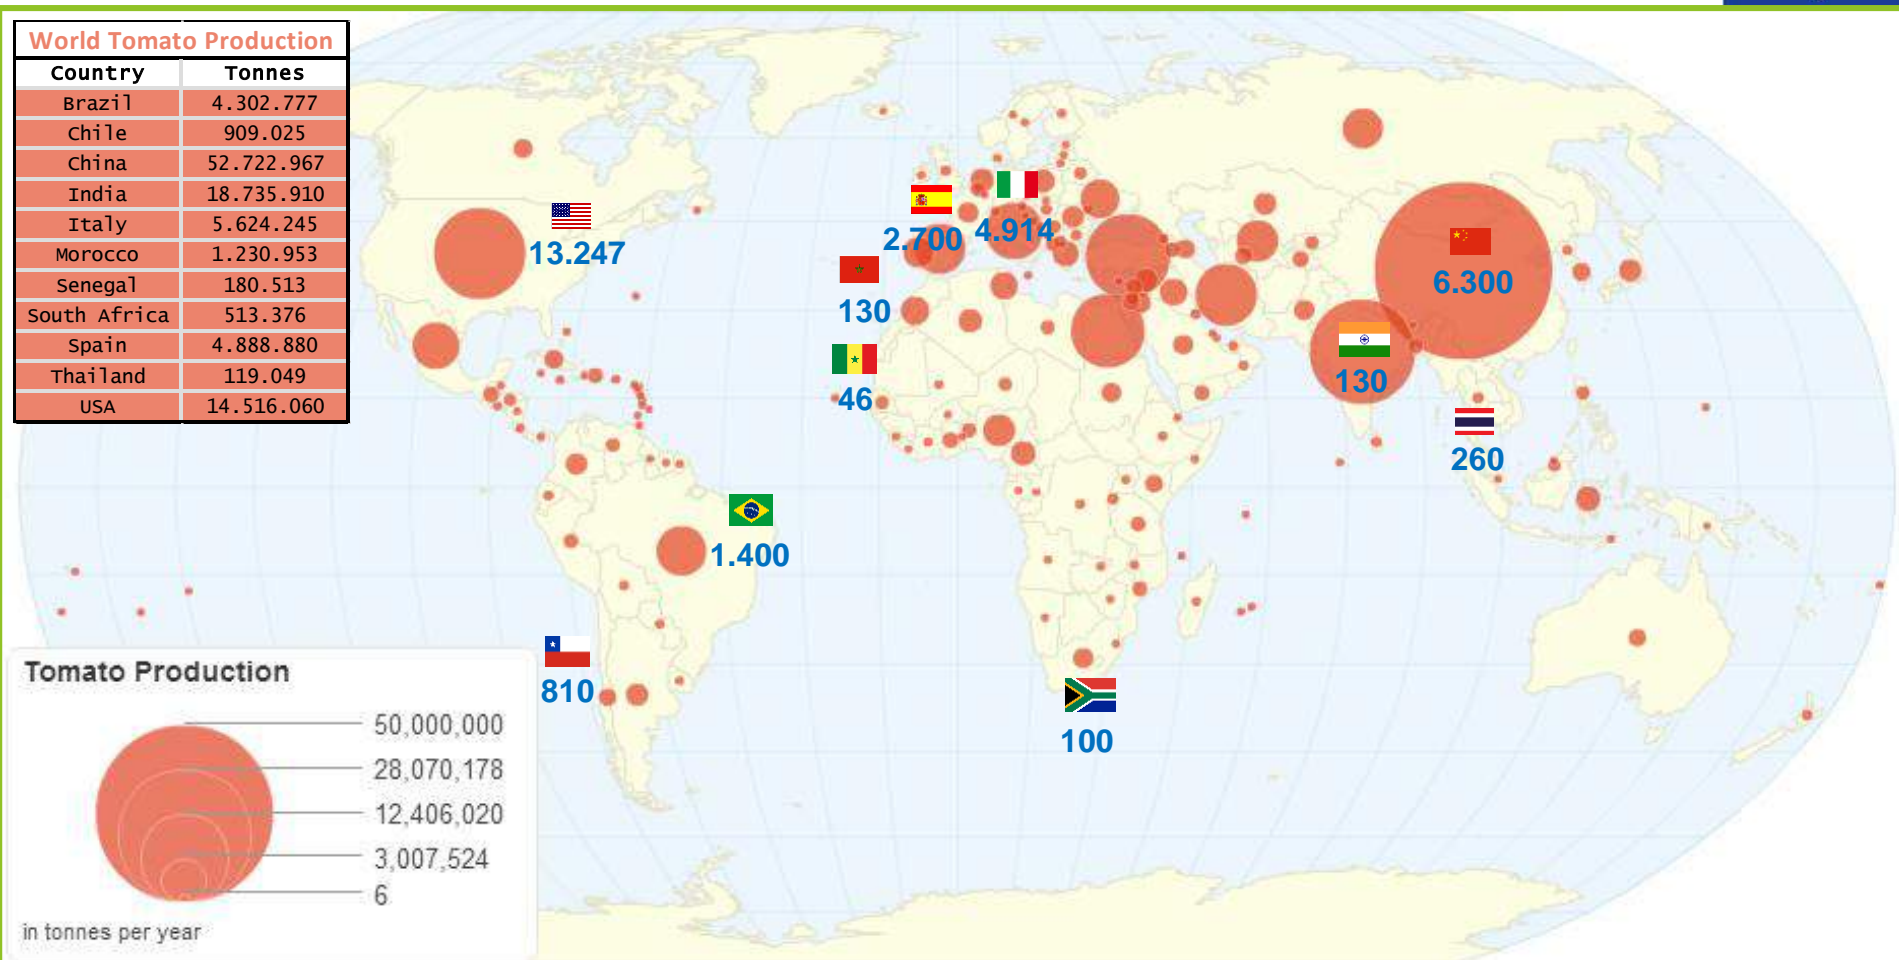 World Tomato Production
Country Tonnes
Brazil 4.302.777
Chile 909.025
China 52.722.967
India 18.735.910
Italy 5.624.245
Morocco 1.230.953
Senegal 180.513
South Africa 513.376
Spain 4.888.880
Thailand 119.049
USA 14.516.060
13.247
2.700
4.914
130
46
6.300
130
260
1.400
810
100
Tomato Production
50,000,000
28,070,178
12,406,020
3,007,524
6
in tonnes per year